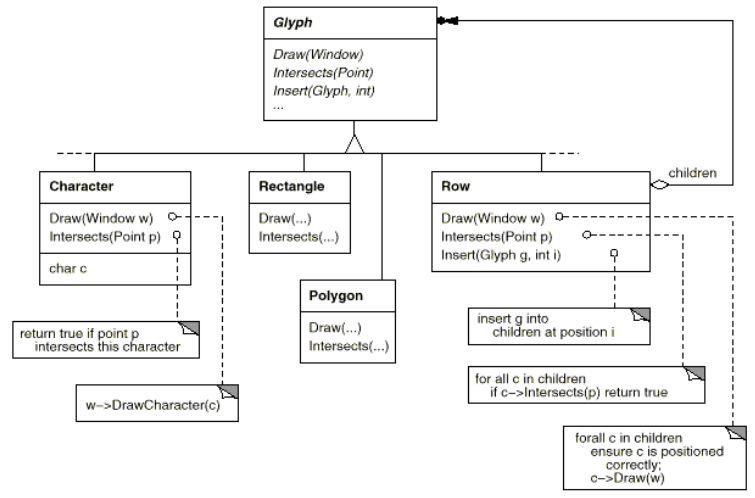 Glyph
Draw(Window)
Intersects(Point)
Insert(Glyph, int)
...
children
Character
Draw(Window w)
Intersects(Point p)
char c
Rectangle
Draw(...)
Intersects(...)
Row
Draw(Window w)
Intersects(Point p)
Insert(Glyph g, int i)
Polygon
Draw(...)
Intersects(...)
return true if point p
intersects this character
w->DrawCharacter(c)
insert g into
children at position i
for all c in children
if c->Intersects(p) return true
forall c in children
ensure c is positioned
correctly;
c->Draw(w)